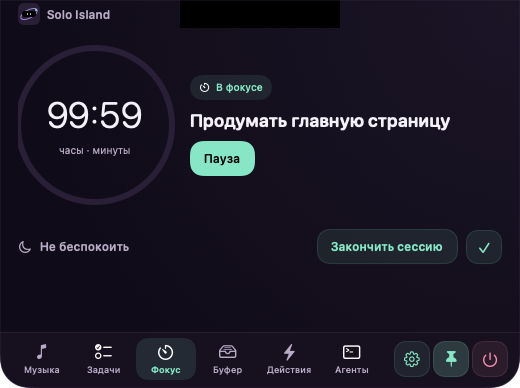 Solo Island
В фокусе
99:59
часы · минуты
Продумать главную страницу
Пауза
Не беспокоить
Закончить сессию
Музыка
Задачи
Фокус
Буфер
Действия
Агенты